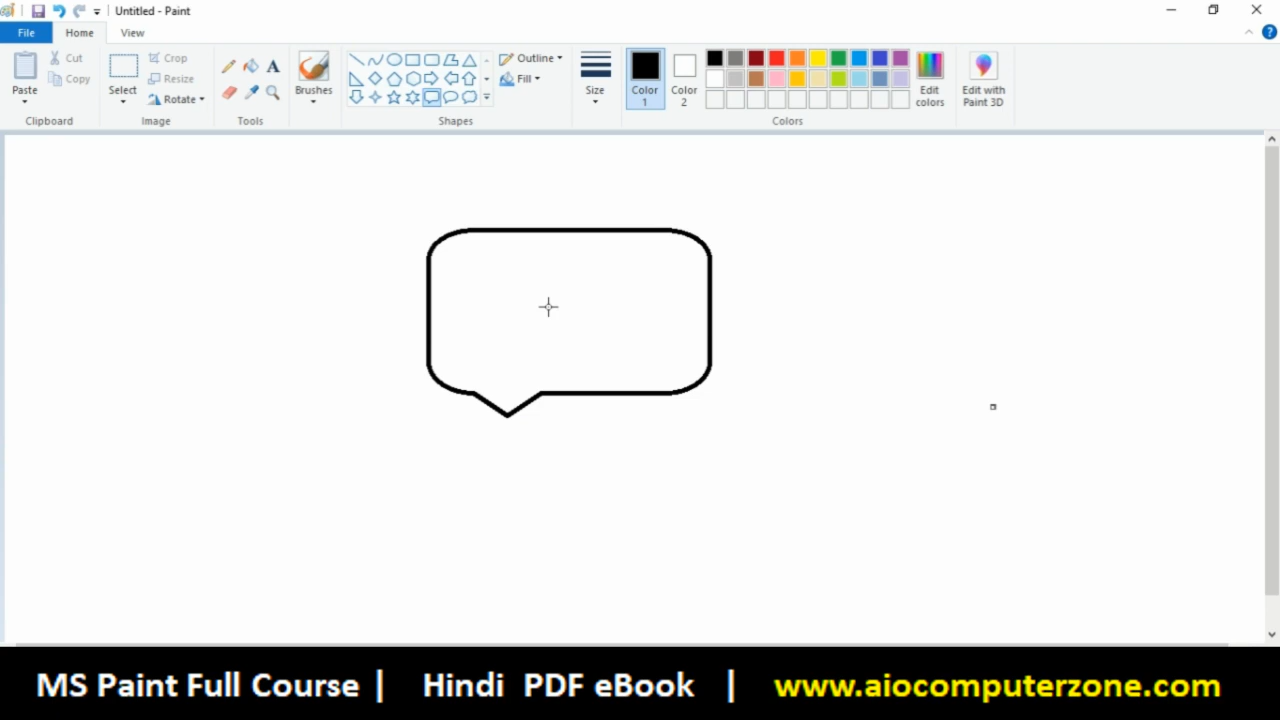 Untitled - Paint
File Home View
Paste
Cut
Copy
Clipboard
Select
Crop
Resize
Rotate
Image
A
Tools
Brushes
Outline
Fill
Shapes
Size
Color 1
Color 2
Edit colors
Edit with Paint 3D
Colors
MS Paint Full Course | Hindi PDF eBook | www.aiocomputerzone.com